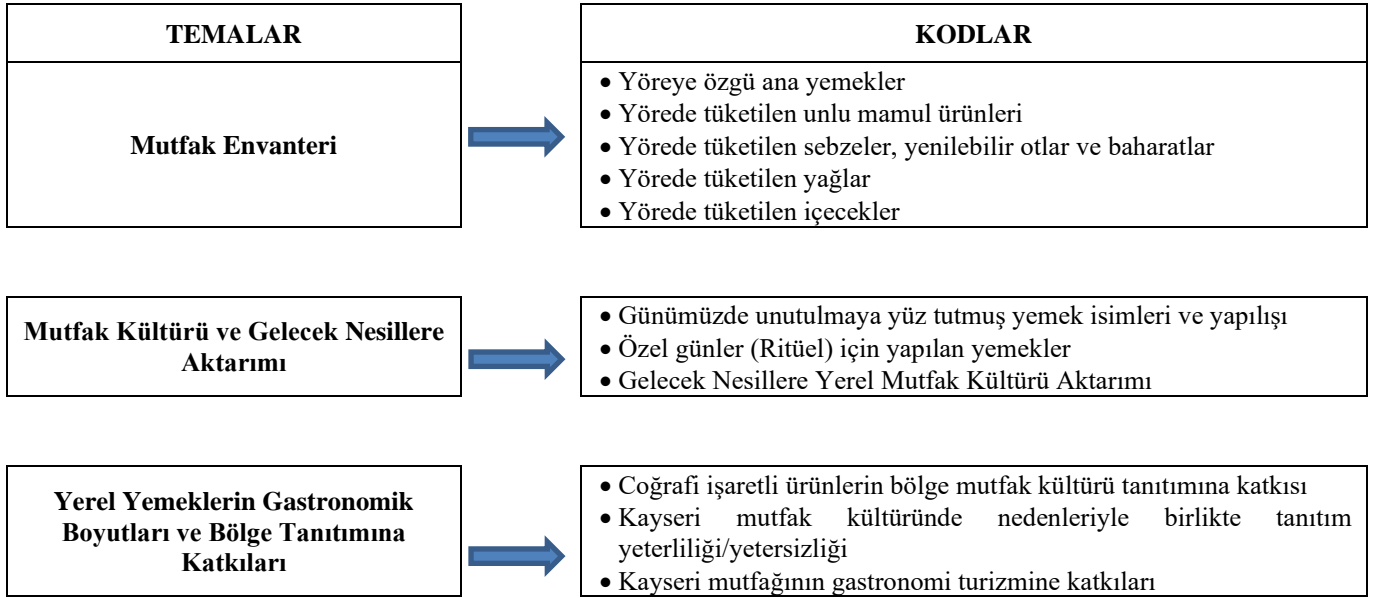 TEMALAR
KODLAR
Mutfak Envanteri
• Yöreye özgü ana yemekler
• Yörede tüketilen unlu mamul ürünleri
• Yörede tüketilen sebzeler, yenilebilir otlar ve baharatlar
• Yörede tüketilen yağlar
• Yörede tüketilen içecekler
Mutfak Kültürü ve Gelecek Nesillere
Aktarımı
• Günümüzde unutulmaya yüz tutmuş yemek isimleri ve yapılışı
• Özel günler (Ritüel) için yapılan yemekler
• Gelecek Nesillere Yerel Mutfak Kültürü Aktarımı
Yerel Yemeklerin Gastronomik
Boyutları ve Bölge Tanıtımına
Katkıları
• Coğrafi işaretli ürünlerin bölge mutfak kültürü tanıtımına katkısı
• Kayseri mutfak kültüründe nedenleriyle birlikte tanıtım
yeterliliği/yetersizliği
• Kayseri mutfağının gastronomi turizmine katkıları